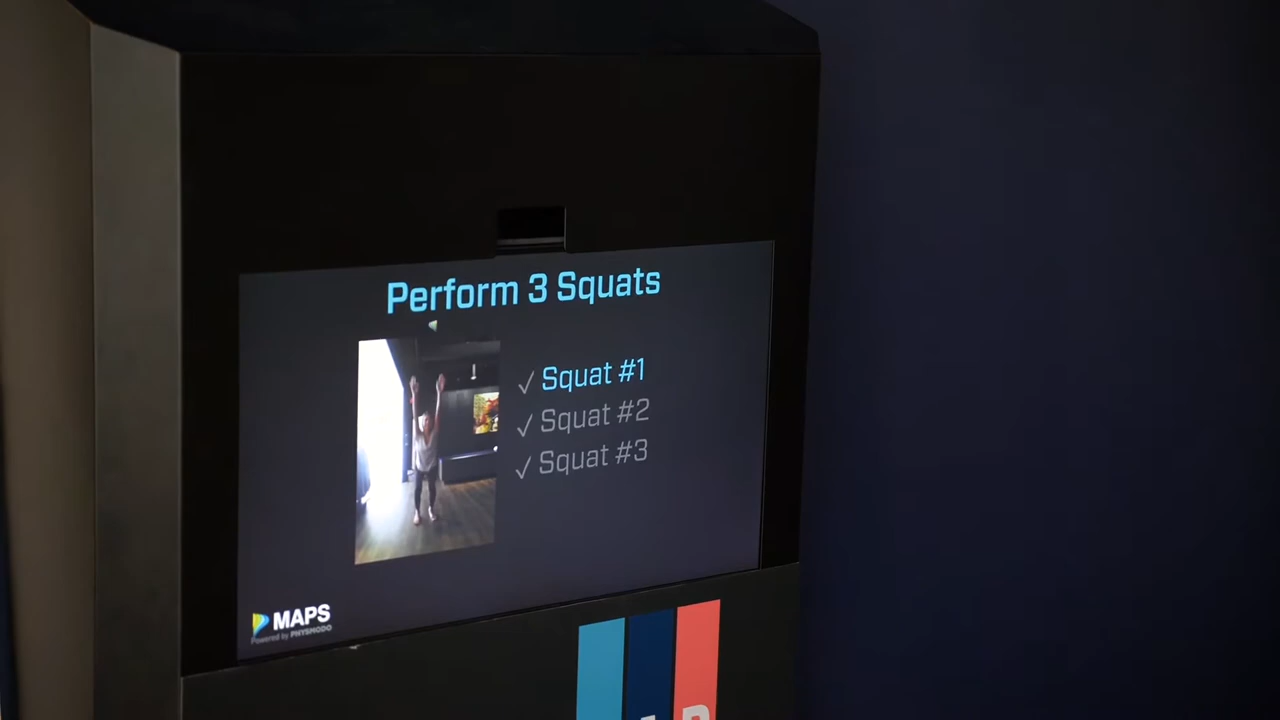 Perform 3 Squats
Squat #1
Squat #2
Squat #3
MAPS
Powered by PHYSMODO